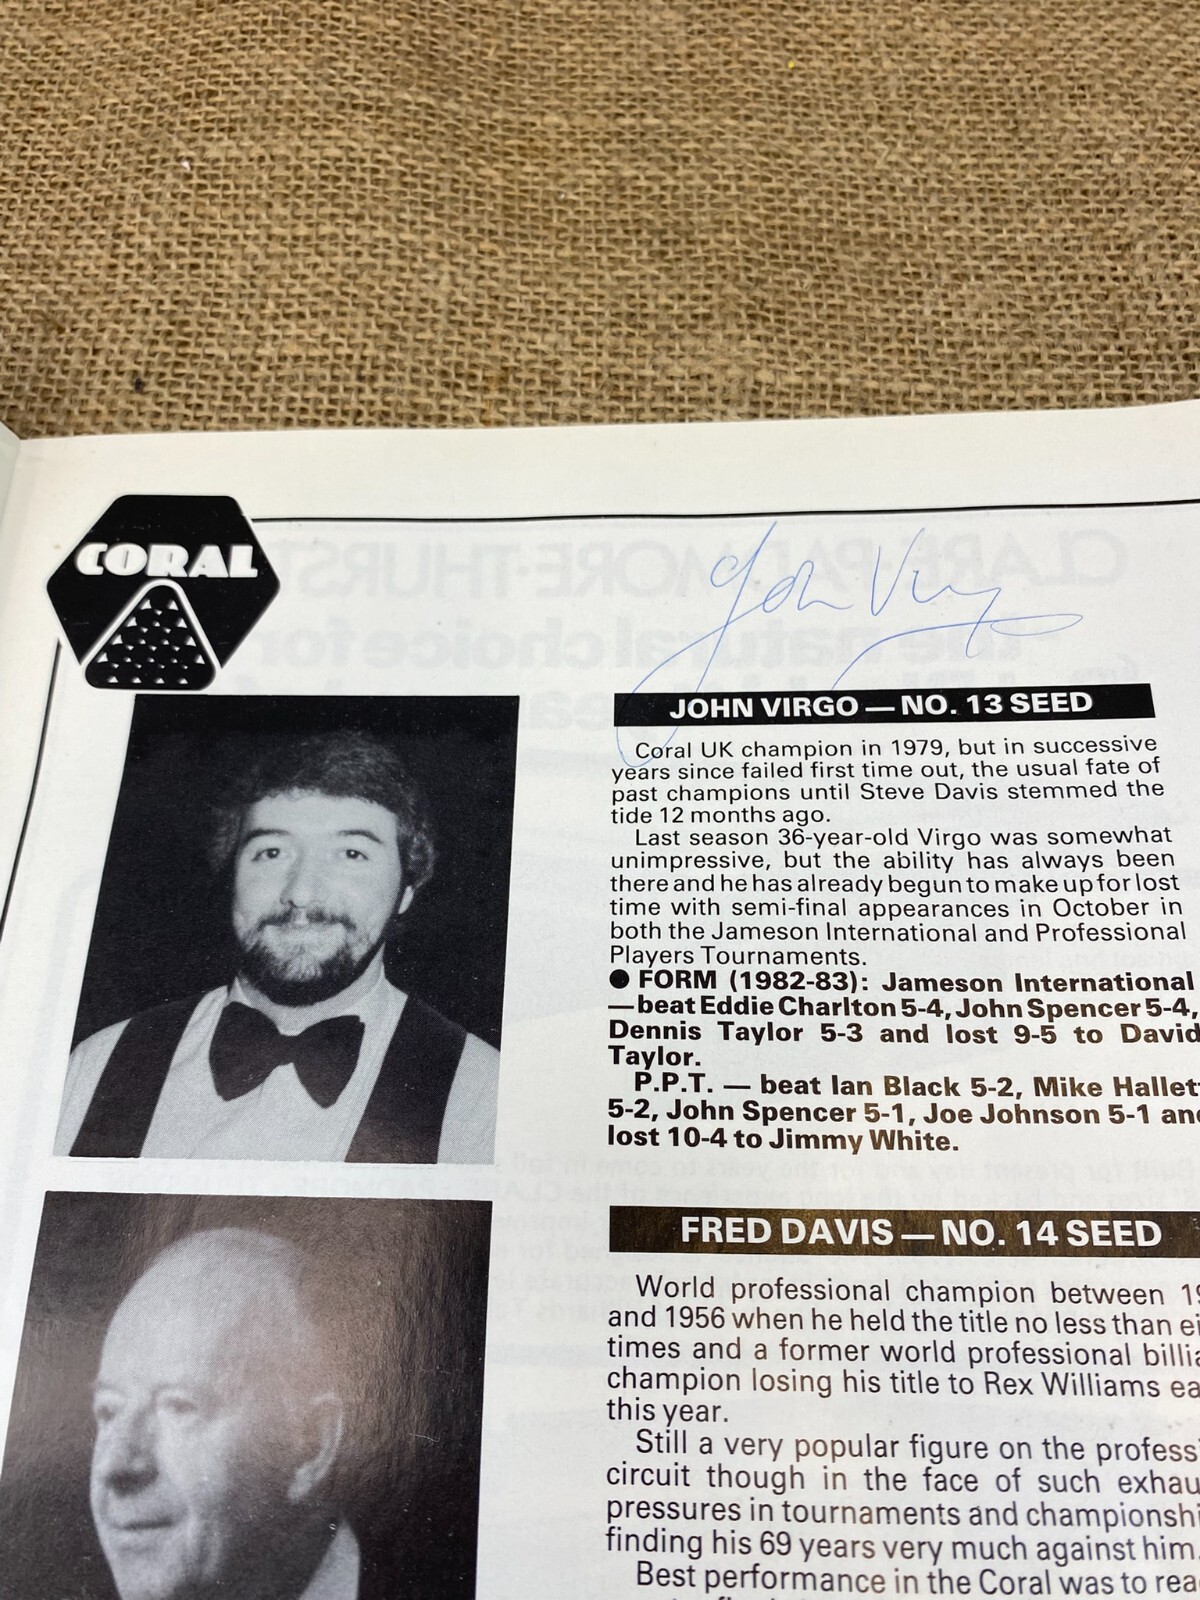 CORAL
John Virgo
JOHN VIRGO — NO. 13 SEED
Coral UK champion in 1979, but in successive
years since failed first time out, the usual fate of
past champions until Steve Davis stemmed the
tide 12 months ago.
Last season 36-year-old Virgo was somewhat
unimpressive, but the ability has always been
there and he has already begun to make up for lost
time with semi-final appearances in October in
both the Jameson International and Professional
Players Tournaments.
● FORM (1982-83): Jameson International
—beat Eddie Charlton 5-4, John Spencer 5-4,
Dennis Taylor 5-3 and lost 9-5 to David
Taylor.
P.P.T. — beat Ian Black 5-2, Mike Hallett
5-2, John Spencer 5-1, Joe Johnson 5-1 and
lost 10-4 to Jimmy White.
FRED DAVIS — NO. 14 SEED
World professional champion between
and 1956 when he held the title no less than
times and a former world professional
champion losing his title to Rex Williams
this year.
Still a very popular figure on the
circuit though in the face of such
pressures in tournaments and
finding his 69 years very much against him.
Best performance in the Coral was to